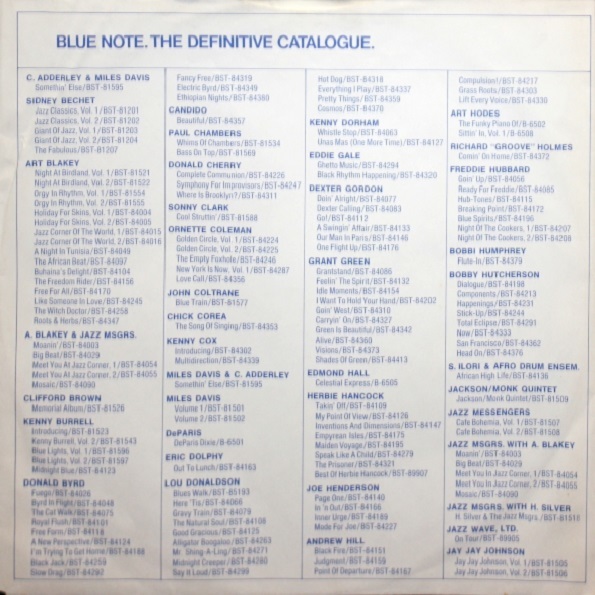 BLUE NOTE. THE DEFINITIVE CATALOGUE.
C. ADDERLEY & MILES DAVIS
Somethin' Else/BST-81595
SIDNEY BECHET
Jazz Classics, Vol. 1/BST-81201
Jazz Classics, Vol. 2/BST-81202
Giant Of Jazz, Vol. 1/BST-81203
Giant Of Jazz, Vol. 2/BST-81204
The Fabulous/BST-81207
ART BLAKEY
Night At Birdland, Vol. 1/BST-81521
Night At Birdland, Vol. 2/BST-81522
Orgy In Rhythm, Vol. 1/BST-81554
Orgy In Rhythm, Vol. 2/BST-81555
Holiday For Skins, Vol. 1/BST-84004
Holiday For Skins, Vol. 2/BST-84005
Jazz Corner Of The World, 1/BST-84015
Jazz Corner Of The World, 2/BST-84016
A Night In Tunisia/BST-84049
The African Beat/BST-84097
Buhaina's Delight/BST-84104
The Freedom Rider/BST-84156
Free For All/BST-84170
Like Someone In Love/BST-84245
The Witch Doctor/BST-84258
Roots & Herbs/BST-84347
A. BLAKEY & JAZZ MSGRS.
Moanin'/BST-84003
Big Beat/BST-84029
Meet You At Jazz Corner, 1/BST-84054
Meet You At Jazz Corner, 2/BST-84055
Mosaic/BST-84090
CLIFFORD BROWN
Memorial Album/BST-81526
KENNY BURRELL
Introducing/BST-81523
Kenny Burrell, Vol. 2/BST-81543
Blue Lights, Vol. 1/BST-81596
Blue Lights, Vol. 2/BST-81597
Midnight Blue/BST-84123
DONALD BYRD
Fuego/BST-84026
Byrd In Flight/BST-84048
The Cat Walk/BST-84075
Royal Flush/BST-84101
Free Form/BST-84118
A New Perspective/BST-84124
I'm Trying To Get Home/BST-84188
Black Jack/BST-84259
Slow Drag/BST-84292
Fancy Free/BST-84319
Electric Byrd/BST-84349
Ethiopian Nights/BST-84380
CANDIDO
Beautiful/BST-84357
PAUL CHAMBERS
Whims Of Chambers/BST-81534
Bass On Top/BST-81569
DONALD CHERRY
Complete Communion/BST-84226
Symphony For Improvisors/BST-84247
Where Is Brooklyn?/BST-84311
SONNY CLARK
Cool Struttin'/BST-81588
ORNETTE COLEMAN
Golden Circle, Vol. 1/BST-84224
Golden Circle, Vol. 2/BST-84225
The Empty Foxhole/BST-84246
New York Is Now, Vol. 1/BST-84287
Love Call/BST-84356
JOHN COLTRANE
Blue Train/BST-81577
CHICK COREA
The Song Of Singing/BST-84353
KENNY COX
Introducing/BST-84302
Multidirection/BST-84339
MILES DAVIS & C. ADDERLEY
Somethin' Else/BST-81595
MILES DAVIS
Volume 1/BST-81501
Volume 2/BST-81502
DePARIS
DeParis Dixie/B-6501
ERIC DOLPHY
Out To Lunch/BST-84163
LOU DONALDSON
Blues Walk/BST-81593
Here 'Tis/BST-84066
Gravy Train/BST-84079
The Natural Soul/BST-84108
Good Gracious/BST-84125
Alligator Boogaloo/BST-84263
Mr. Shing-A-Ling/BST-84271
Midnight Creeper/BST-84280
Say It Loud/BST-84299
Hot Dog/BST-84318
Everything I Play/BST-84337
Pretty Things/BST-84359
Cosmos/BST-84370
KENNY DORHAM
Whistle Stop/BST-84063
Unas Mas (One More Time)/BST-84127
EDDIE GALE
Ghetto Music/BST-84294
Black Rhythm Happening/BST-84320
DEXTER GORDON
Doin' Alright/BST-84077
Dexter Calling/BST-84083
Go!/BST-84112
A Swingin' Affair/BST-84133
Our Man In Paris/BST-84146
One Flight Up/BST-84176
GRANT GREEN
Grantstand/BST-84086
Feelin' The Spirit/BST-84132
Idle Moments/BST-84154
I Want To Hold Your Hand/BST-84202
Goin' West/BST-84310
Carryin' On/BST-84327
Green Is Beautiful/BST-84342
Alive/BST-84360
Visions/BST-84373
Shades Of Green/BST-84413
EDMOND HALL
Celestial Express/B-6505
HERBIE HANCOCK
Takin' Off/BST-84109
My Point Of View/BST-84126
Inventions And Dimensions/BST-84147
Empyrean Isles/BST-84175
Maiden Voyage/BST-84195
Speak Like A Child/BST-84279
The Prisoner/BST-84321
Best Of Herbie Hancock/BST-89907
JOE HENDERSON
Page One/BST-84140
In 'n Out/BST-84166
Inner Urge/BST-84189
Mode For Joe/BST-84227
ANDREW HILL
Black Fire/BST-84151
Judgment/BST-84159
Point Of Departure/BST-84167
Compulsion!/BST-84217
Grass Roots/BST-84303
Lift Every Voice/BST-84330
ART HODES
The Funky Piano Of/B-6502
Sittin' In, Vol. 1/B-6508
RICHARD "GROOVE" HOLMES
Comin' On Home/BST-84372
FREDDIE HUBBARD
Goin' Up/BST-84056
Ready For Freddie/BST-84085
Hub-Tones/BST-84115
Breaking Point/BST-84172
Blue Spirits/BST-84196
Night Of The Cookers, 1/BST-84207
Night Of The Cookers, 2/BST-84208
BOBBI HUMPHREY
Flute-In/BST-84379
BOBBY HUTCHERSON
Dialogue/BST-84198
Components/BST-84213
Happenings/BST-84231
Stick-Up/BST-84244
Total Eclipse/BST-84291
Now/BST-84333
San Francisco/BST-84362
Head On/BST-84376
S. ILORI & AFRO DRUM ENSEM.
African High Life/BST-84136
JACKSON/MONK QUINTET
Jackson/Monk Quintet/BST-81509
JAZZ MESSENGERS
Cafe Bohemia, Vol. 1/BST-81507
Cafe Bohemia, Vol. 2/BST-81508
JAZZ MSGRS. WITH A. BLAKEY
Moanin'/BST-84003
Big Beat/BST-84029
Meet You In Jazz Corner, 1/BST-84054
Meet You In Jazz Corner, 2/BST-84055
Mosaic/BST-84090
JAZZ MSGRS. WITH H. SILVER
H. Silver & The Jazz Msgrs./BST-81518
JAZZ WAVE, LTD.
On Tour/BST-89905
JAY JAY JOHNSON
Jay Jay Johnson, Vol. 1/BST-81505
Jay Jay Johnson, Vol. 2/BST-81506